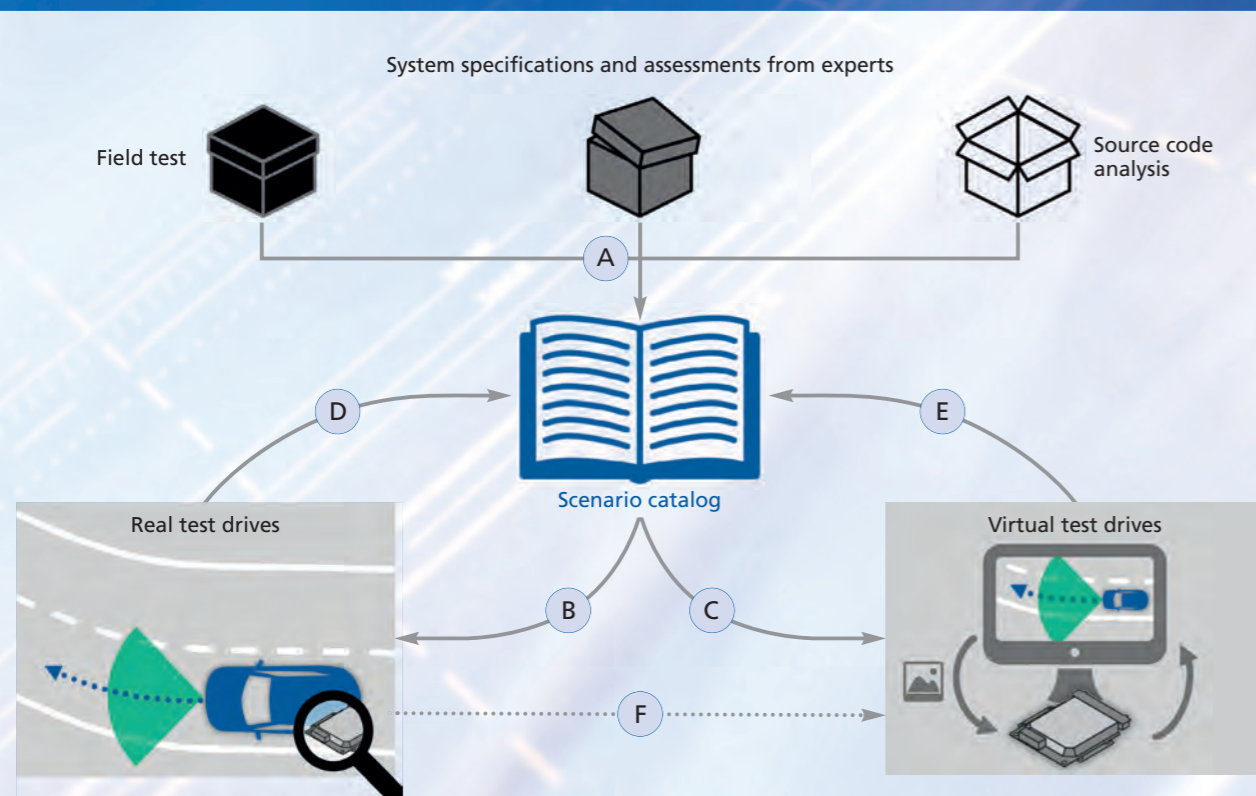 System specifications and assessments from experts
Field test
Source code
analysis
A
D
E
Scenario catalog
Real test drives
Virtual test drives
B
C
F